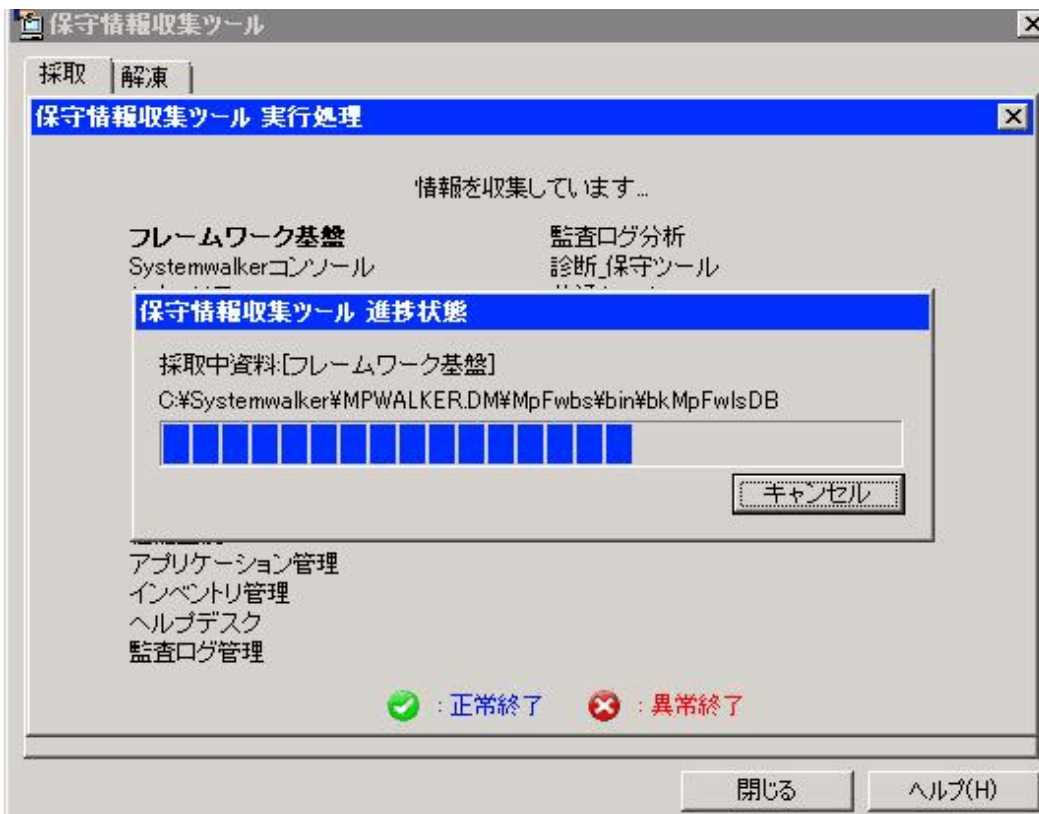 保守情報収集ツール
採取 解凍
保守情報収集ツール 実行処理
情報を収集しています...
フレームワーク基盤 監査ログ分析
Systemwalkerコンソール 診断_保守ツール
保守情報収集ツール 進捗状態
採取中資料:[フレームワーク基盤]
C:¥Systemwalker¥MPWALKER.DM¥MpFwbs¥bin¥bkMpFwlsDB
キャンセル
アプリケーション管理
インベントリ管理
ヘルプデスク
監査ログ管理
:正常終了 :異常終了
閉じる ヘルプ(H)